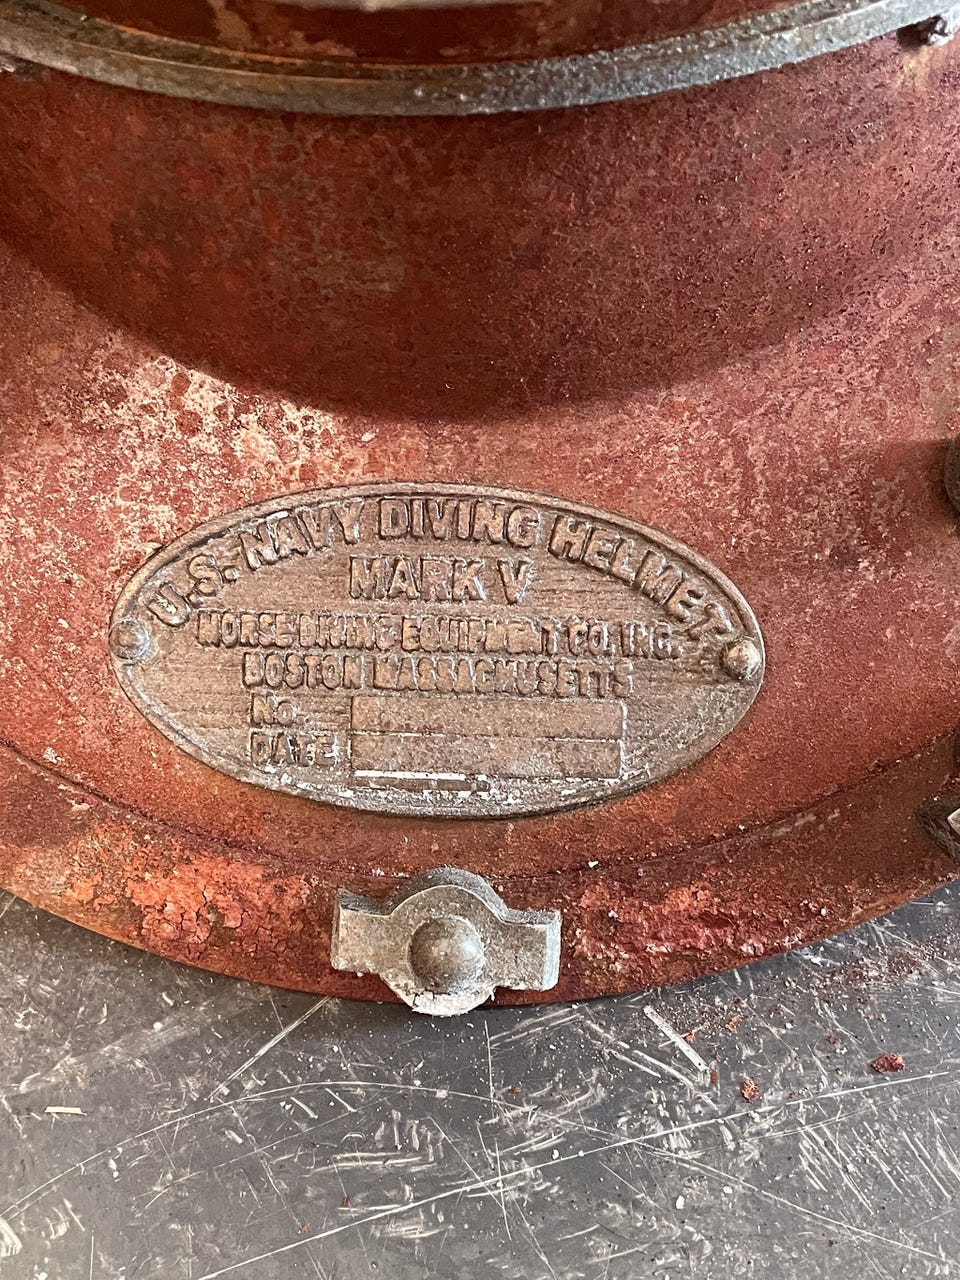 U.S. NAVY DIVING HELMET
MARK V
MORSE DIVING EQUIPMENT CO. INC.
BOSTON MASSACHUSETTS
No.
DATE